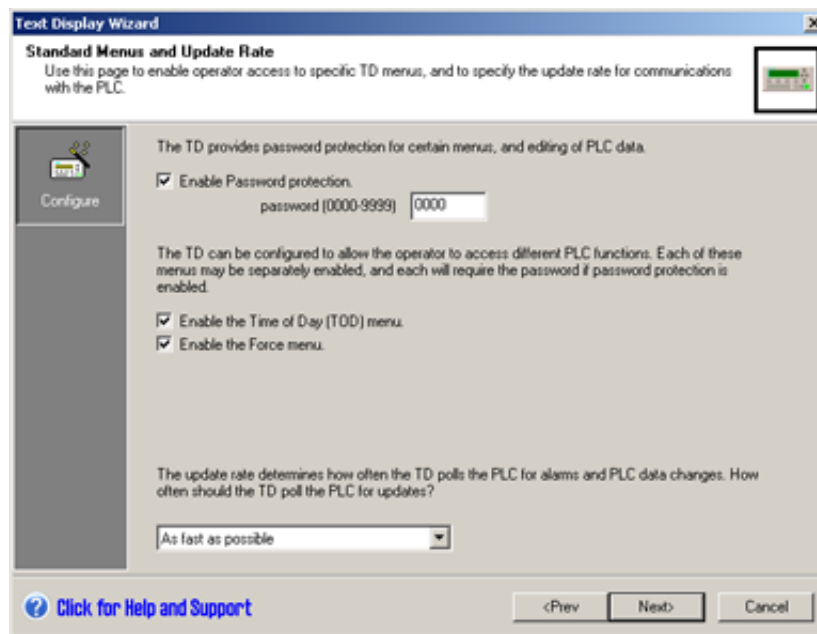 Text Display Wizard
Standard Menus and Update Rate
Use this page to enable operator access to specific TD menus, and to specify the update rate for communications
with the PLC.
Configure
The TD provides password protection for certain menus, and editing of PLC data.
Enable Password protection.
password (0000-9999) 0000
The TD can be configured to allow the operator to access different PLC functions. Each of these
menus may be separately enabled, and each will require the password if password protection is
enabled.
Enable the Time of Day (TOD) menu.
Enable the Force menu.
The update rate determines how often the TD polls the PLC for alarms and PLC data changes. How
often should the TD poll the PLC for updates?
As fast as possible
Click for Help and Support
<Prev
Next>
Cancel